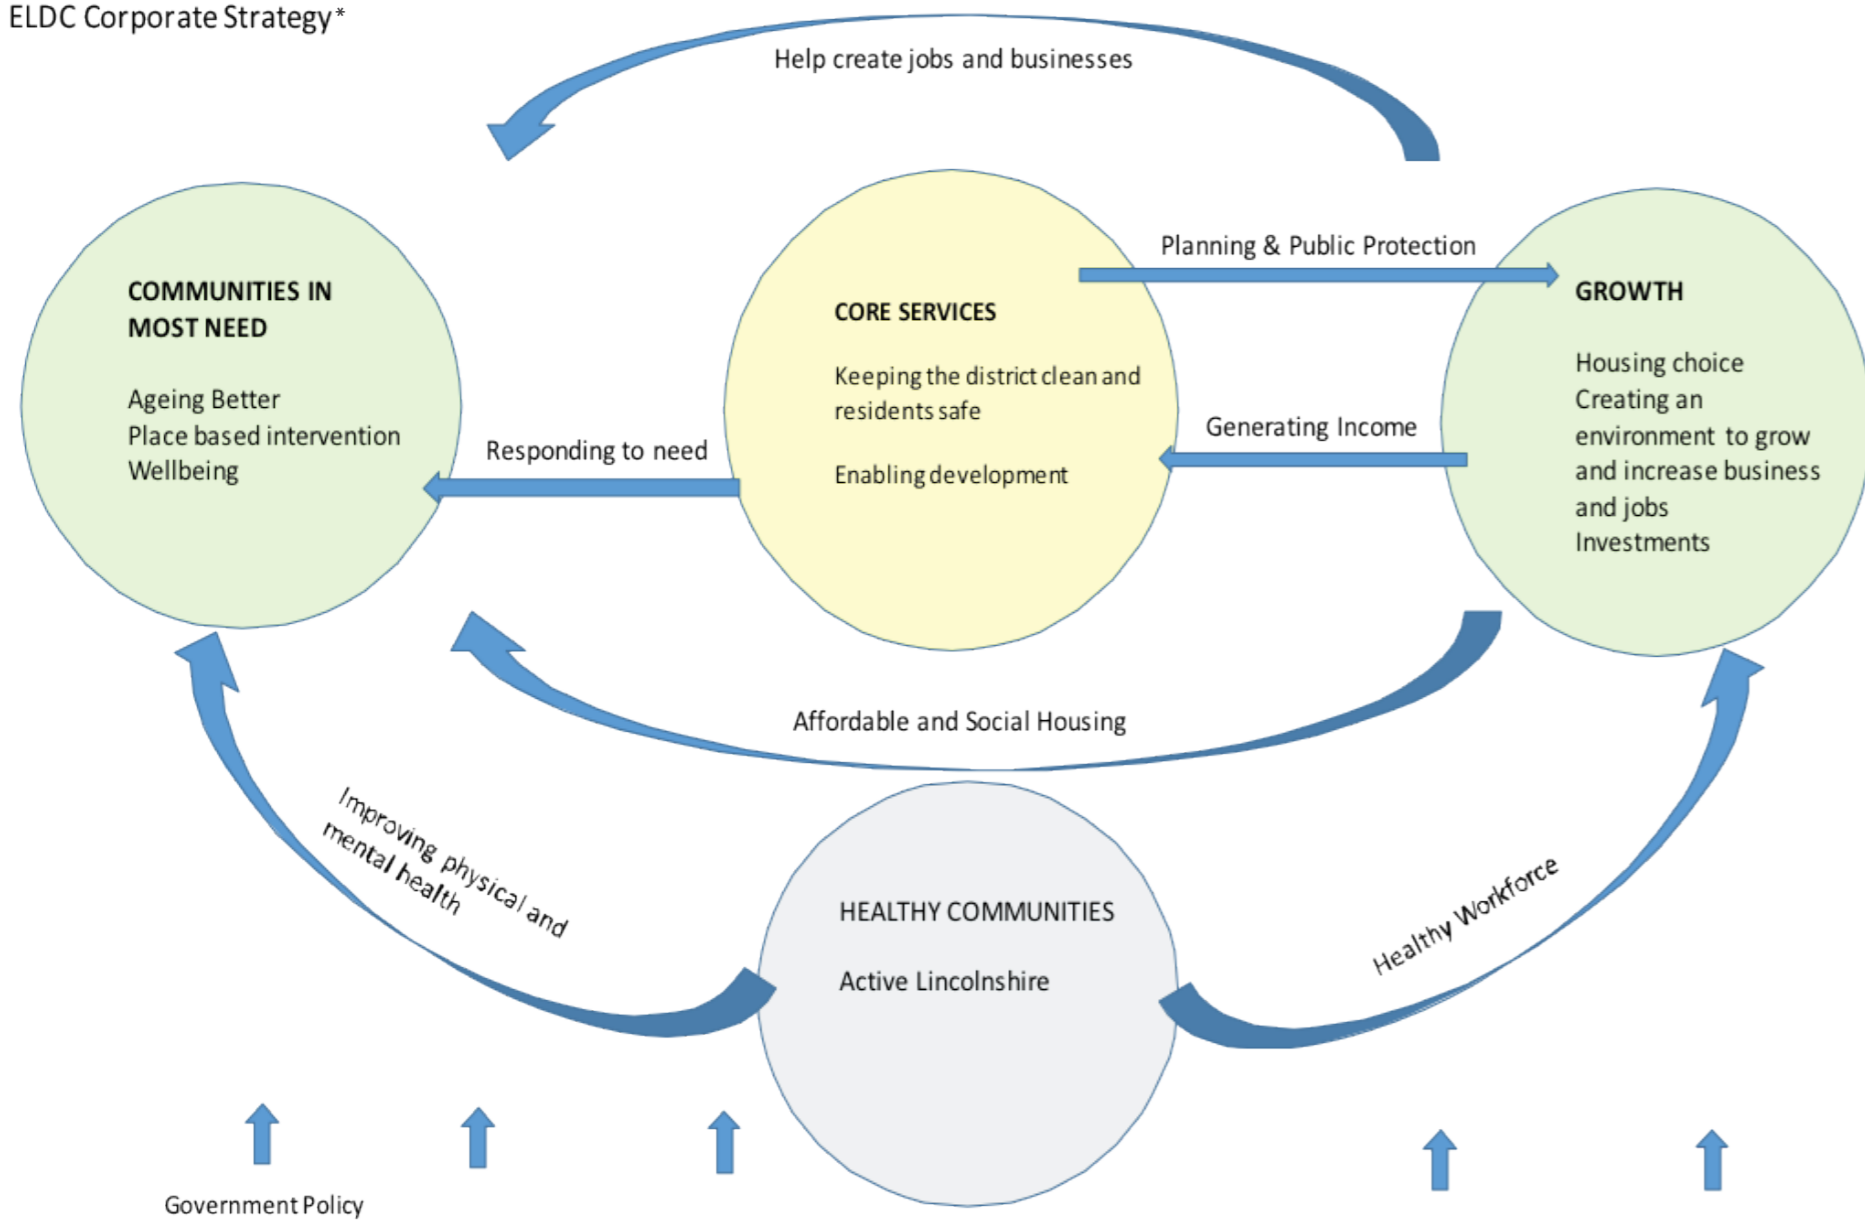 ELDC Corporate Strategy*
Help create jobs and businesses
COMMUNITIES IN
MOST NEED
Ageing Better
Place based intervention
Wellbeing
Responding to need
CORE SERVICES
Keeping the district clean and
residents safe
Enabling development
Planning & Public Protection
Generating Income
GROWTH
Housing choice
Creating an
environment to grow
and increase business
and jobs
Investments
Affordable and Social Housing
Improving physical and
mental health
HEALTHY COMMUNITIES
Active Lincolnshire
Healthy Workforce
Government Policy